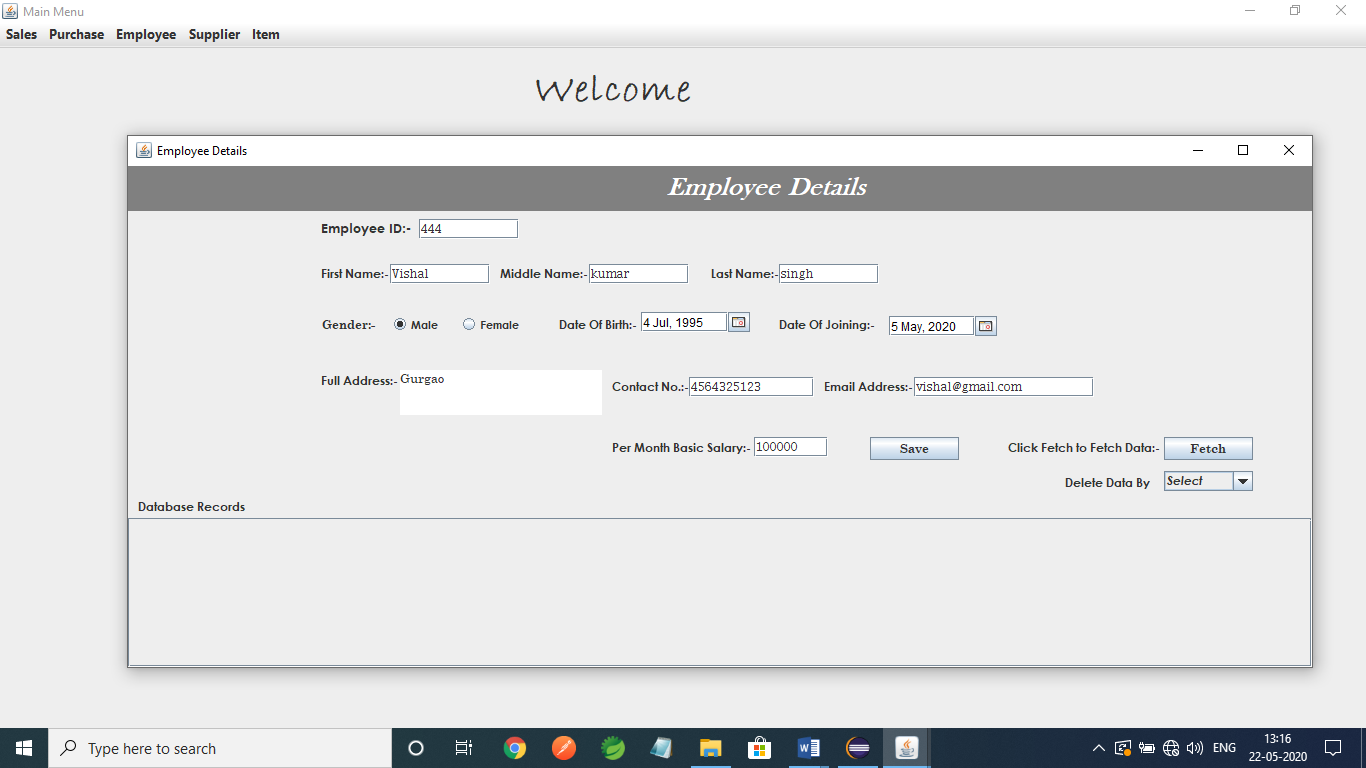 Main Menu
Sales Purchase Employee Supplier Item
Welcome
Employee Details
Employee Details
Employee ID:- 444
First Name:- Vishal Middle Name:- kumar Last Name:- singh
Gender:- Male Female Date Of Birth:- 4 Jul, 1995 Date Of Joining:- 5 May, 2020
Full Address:- Gurgao Contact No.:- 4564325123 Email Address:- vishal@gmail.com
Per Month Basic Salary:- 100000 Save Click Fetch to Fetch Data:- Fetch
Delete Data By Select
Database Records
Type here to search ENG 13:16
22-05-2020